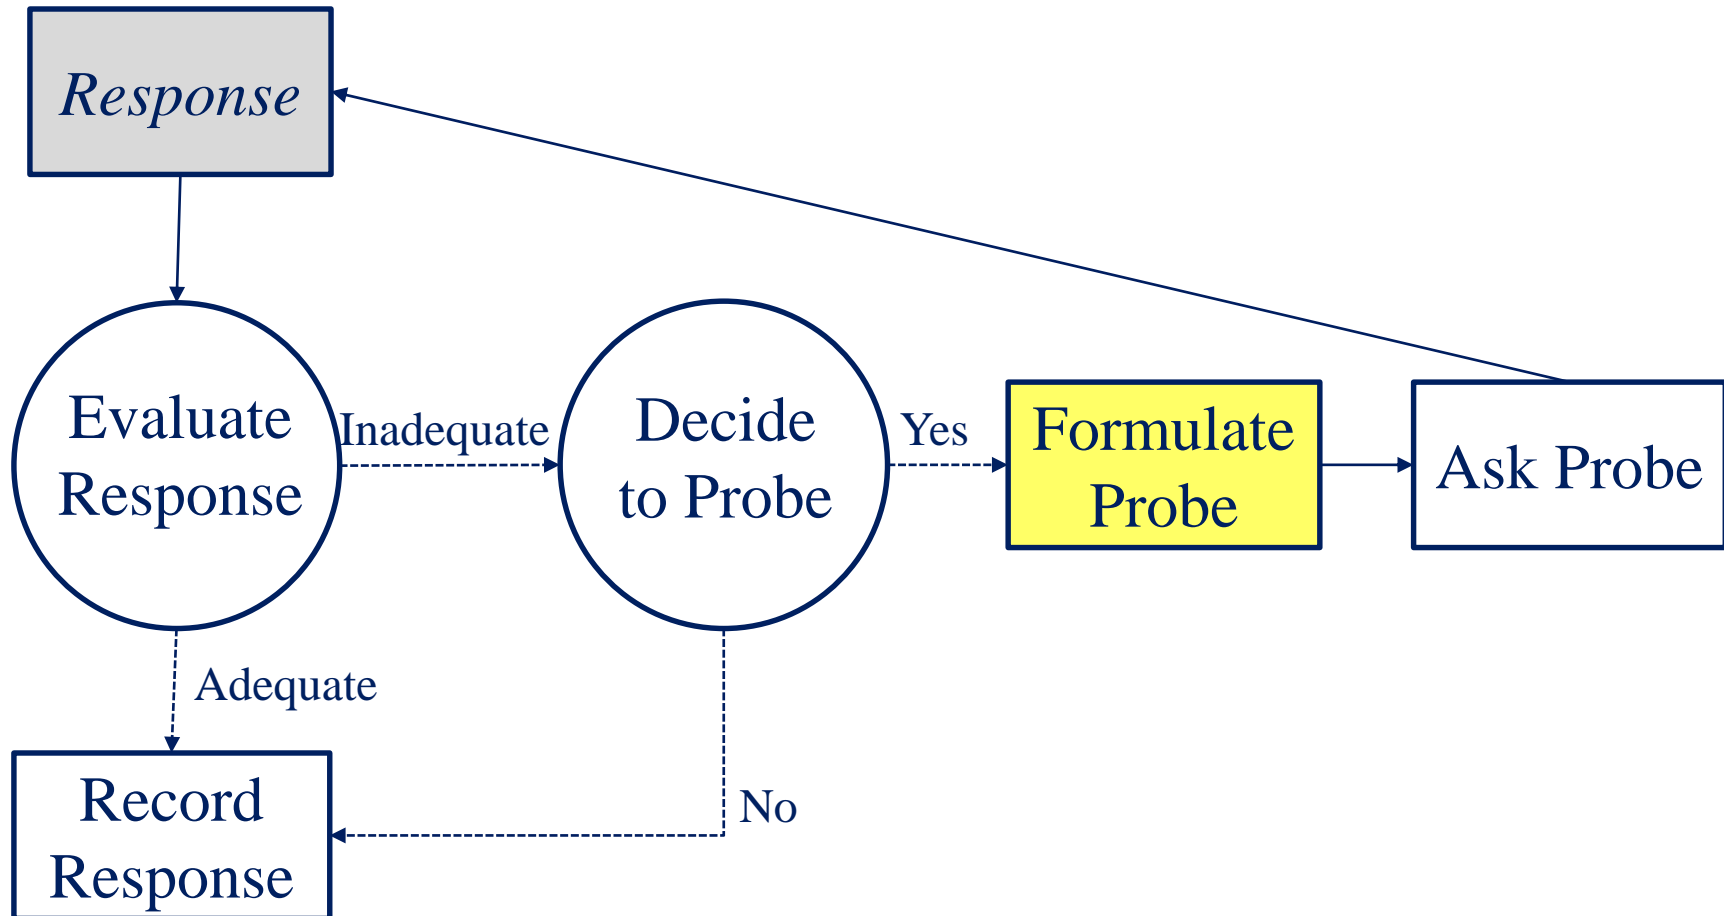 Response
Evaluate
Response
Inadequate
Decide
to Probe
Yes
Formulate
Probe
Ask Probe
Adequate
No
Record
Response